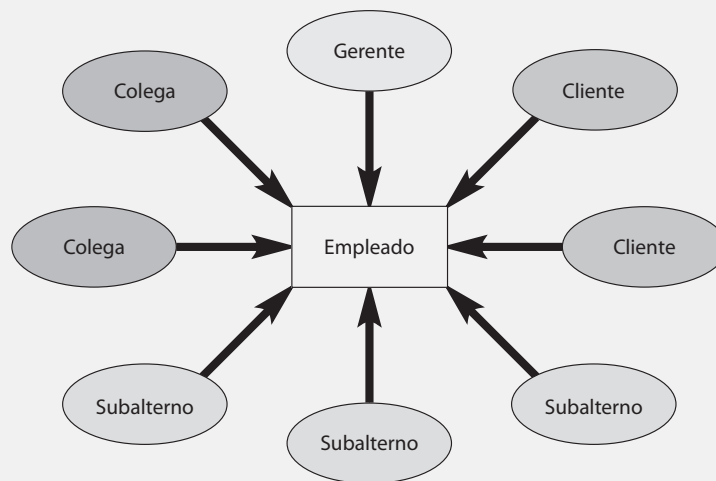 Gerente
Colega
Cliente
Colega
Empleado
Cliente
Subalterno
Subalterno
Subalterno